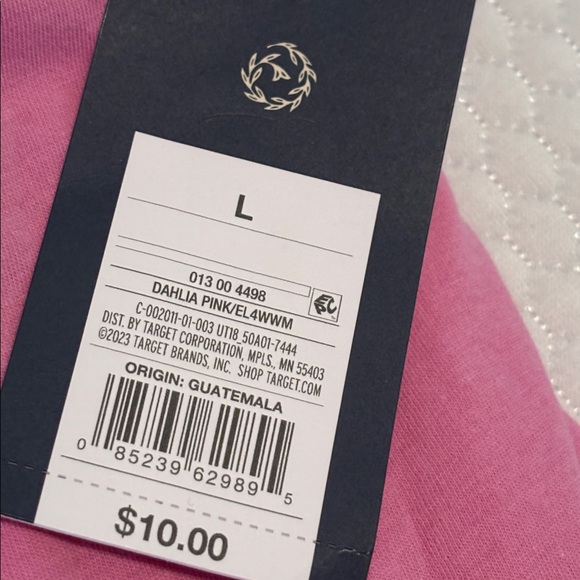 L
013 00 4498
DAHLIA PINK/EL4WWM
C-002011-01-003 UT18_50A01-7444
DIST. BY TARGET CORPORATION, MPLS., MN 55403
©2023 TARGET BRANDS, INC. SHOP TARGET.COM
ORIGIN: GUATEMALA
0 85239 62989 5
$10.00